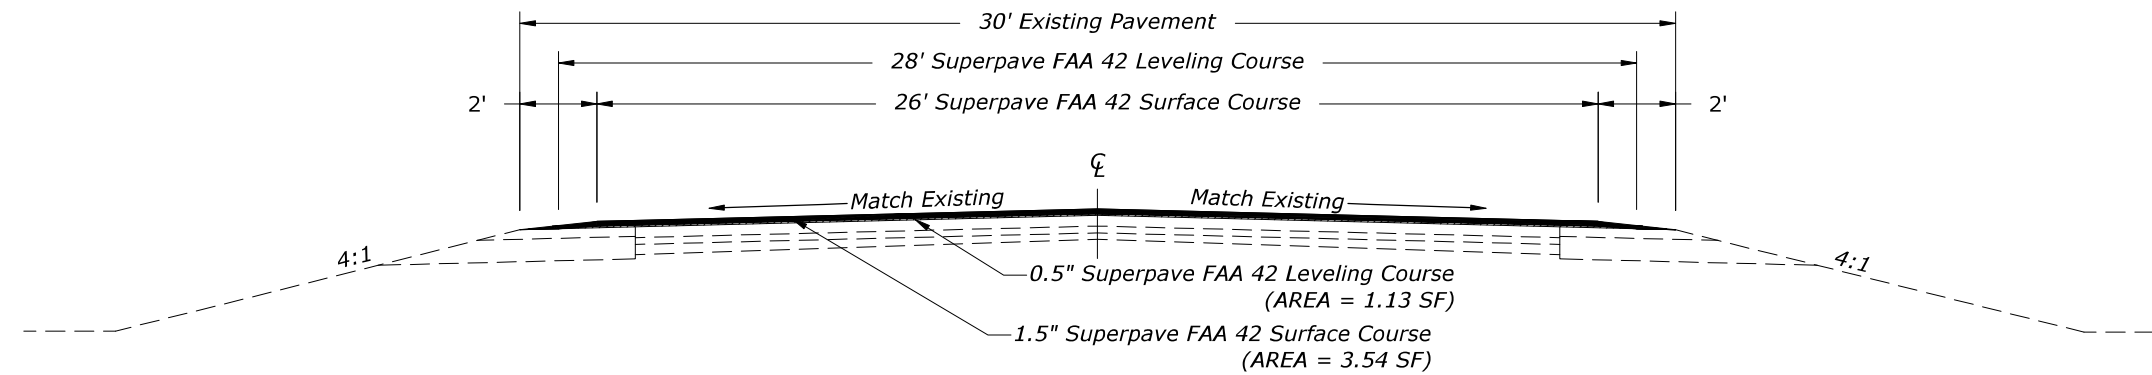 30' Existing Pavement
28' Superpave FAA 42 Leveling Course
2' 26' Superpave FAA 42 Surface Course 2'
℄
Match Existing Match Existing
4:1 4:1
0.5" Superpave FAA 42 Leveling Course
(AREA = 1.13 SF)
1.5" Superpave FAA 42 Surface Course
(AREA = 3.54 SF)